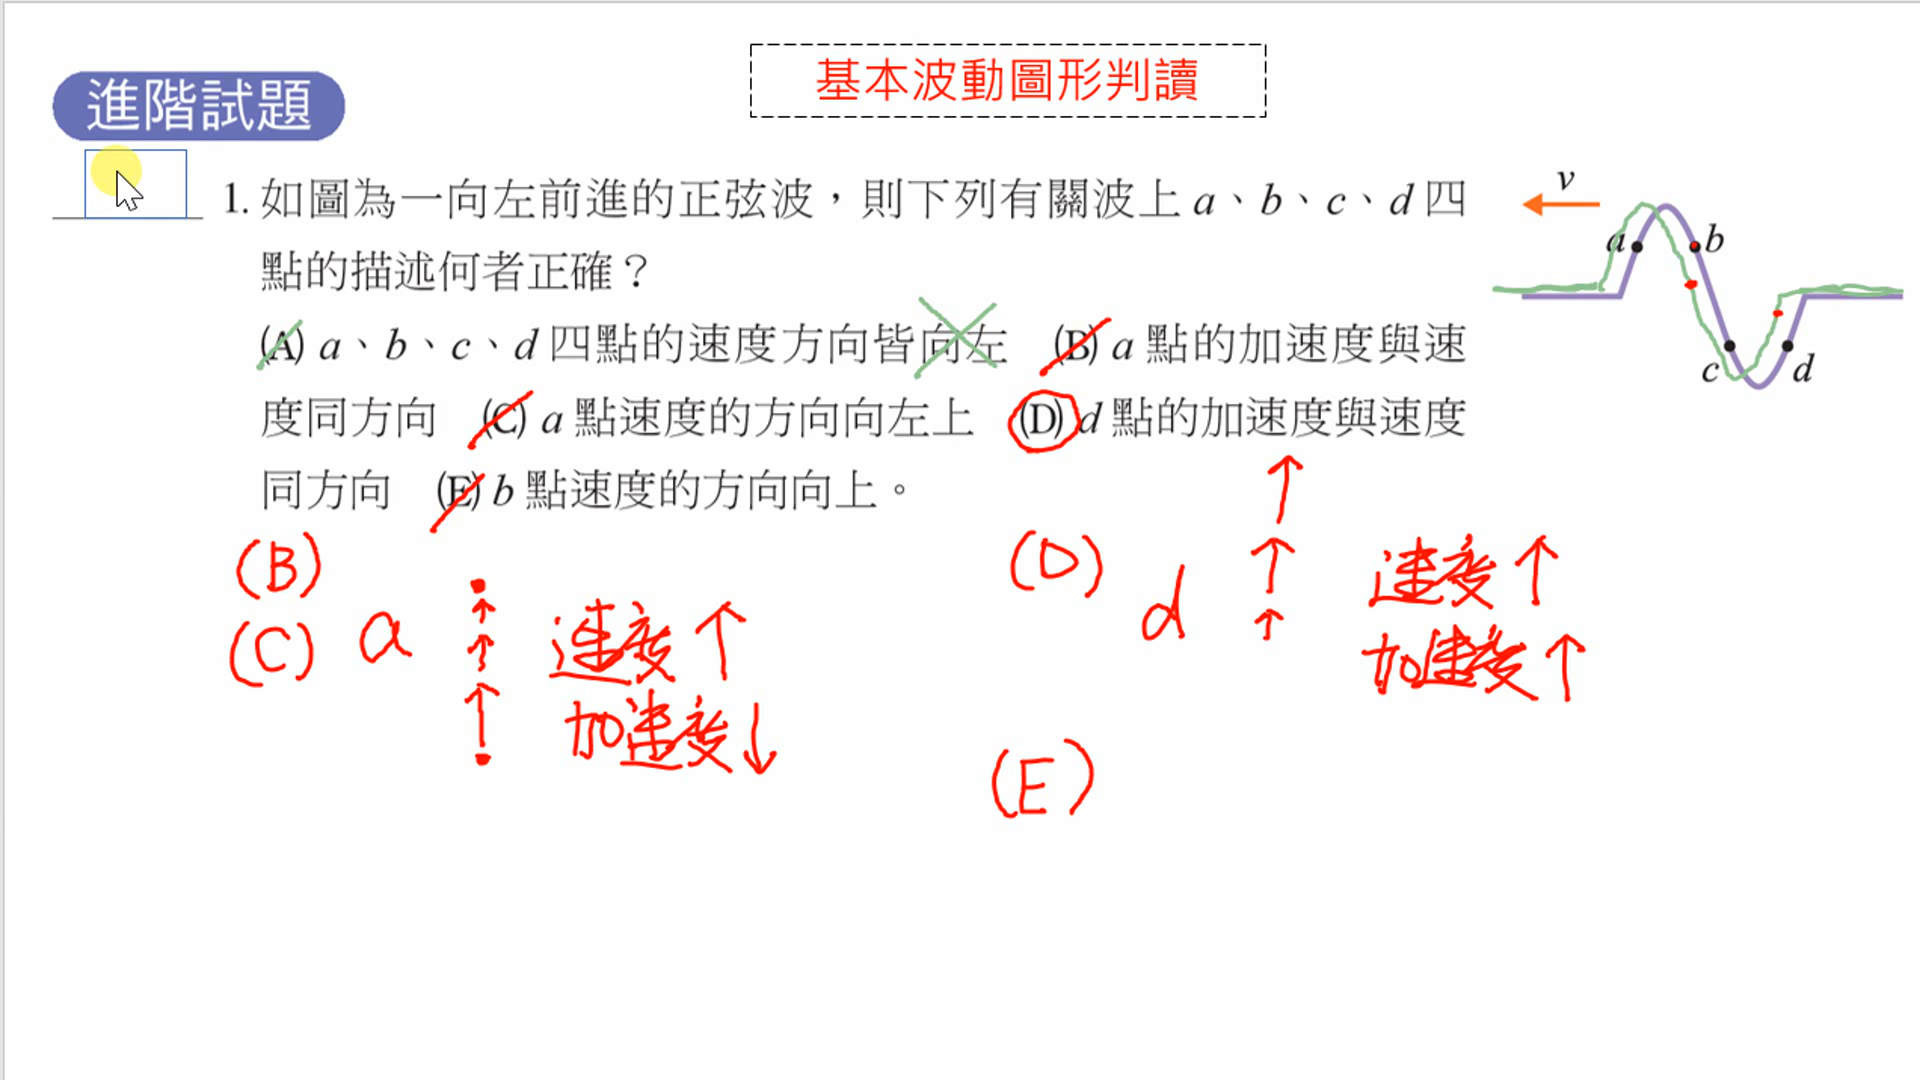 基本波動圖形判讀
進階試題
1. 如圖為一向左前進的正弦波，則下列有關波上 a、b、c、d 四
點的描述何者正確？
(A) a、b、c、d 四點的速度方向皆向左 (B) a 點的加速度與速
度同方向 (C) a 點速度的方向向左上 (D) d 點的加速度與速度
同方向 (E) b 點速度的方向向上。
v
a
b
c
d
(B)
(C) a 速度↑
加速度↓
(D) d 速度↑
加速度↑
(E)